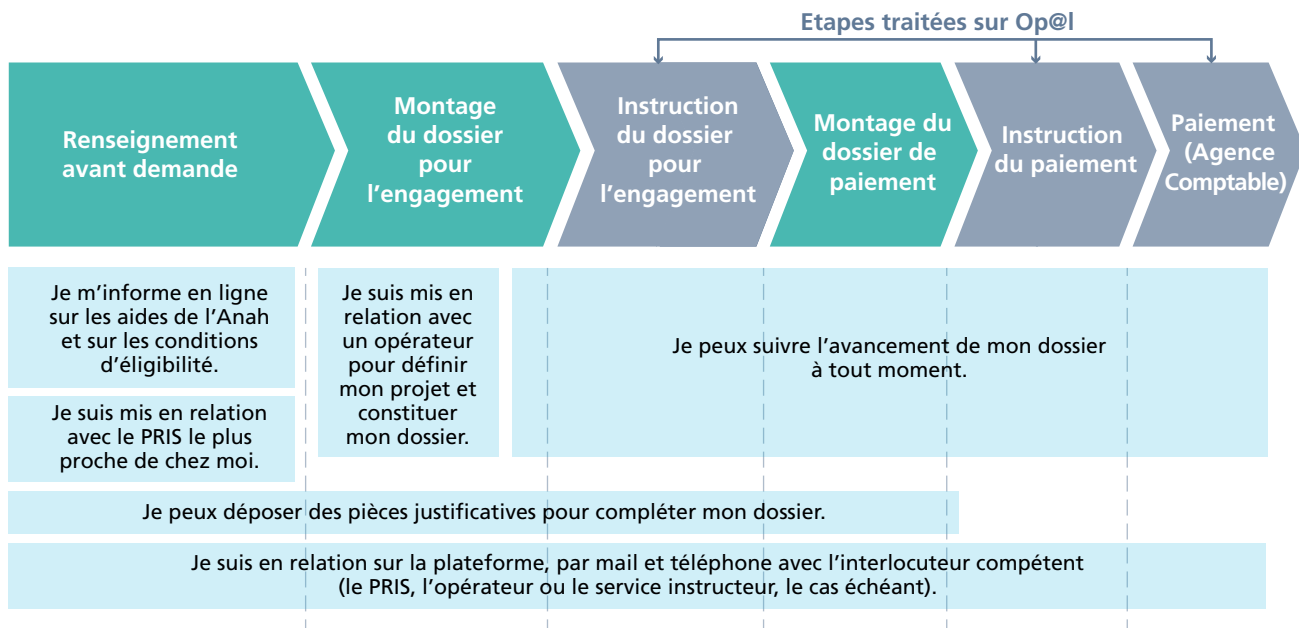 Etapes traitées sur Op@l
Renseignement
avant demande
Montage
du dossier
pour
l’engagement
Instruction
du dossier
pour
l’engagement
Montage du
dossier de
paiement
Instruction
du paiement
Paiement
(Agence
Comptable)
Je m’informe en ligne
sur les aides de l’Anah
et sur les conditions
d’éligibilité.
Je suis mis en relation
avec le PRIS le plus
proche de chez moi.
Je suis mis en
relation avec
un opérateur
pour définir
mon projet et
constituer
mon dossier.
Je peux suivre l’avancement de mon dossier
à tout moment.
Je peux déposer des pièces justificatives pour compléter mon dossier.
Je suis en relation sur la plateforme, par mail et téléphone avec l’interlocuteur compétent
(le PRIS, l’opérateur ou le service instructeur, le cas échéant).